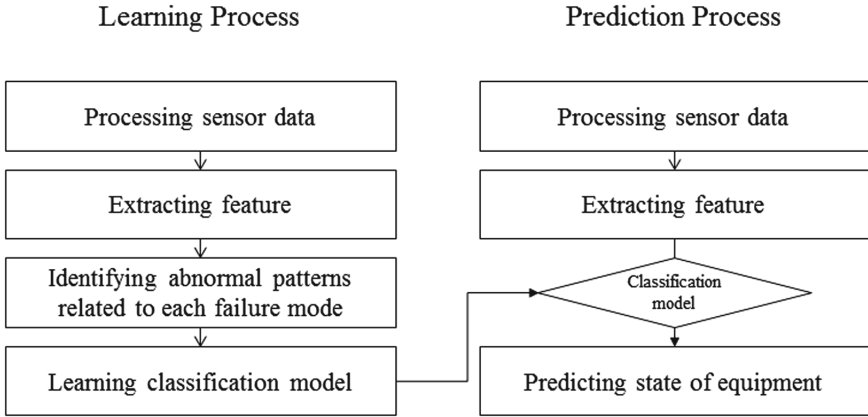 Learning Process
Processing sensor data
Extracting feature
Identifying abnormal patterns
related to each failure mode
Learning classification model
Prediction Process
Processing sensor data
Extracting feature
Classification
model
Predicting state of equipment